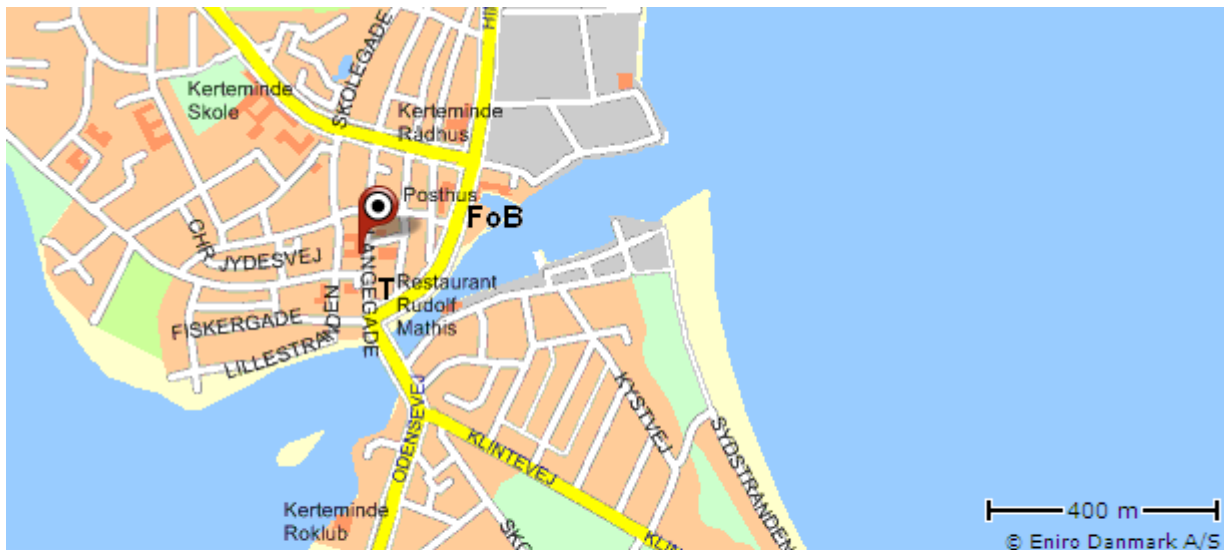 SKOLEGADE
Kerteminde
Skole
Kerteminde
Rådhus
Posthus
FoB
CHR. JYDESVEJ
LANGEGADE
T
Restaurant
Rudolf
Mathis
FISKERGADE
LILLESTRANDEN
KYSTVEJ
SYDSTRANDEN
ODENSEVEJ
KLINTEVEJ
Kerteminde
Roklub
400 m
© Eniro Danmark A/S